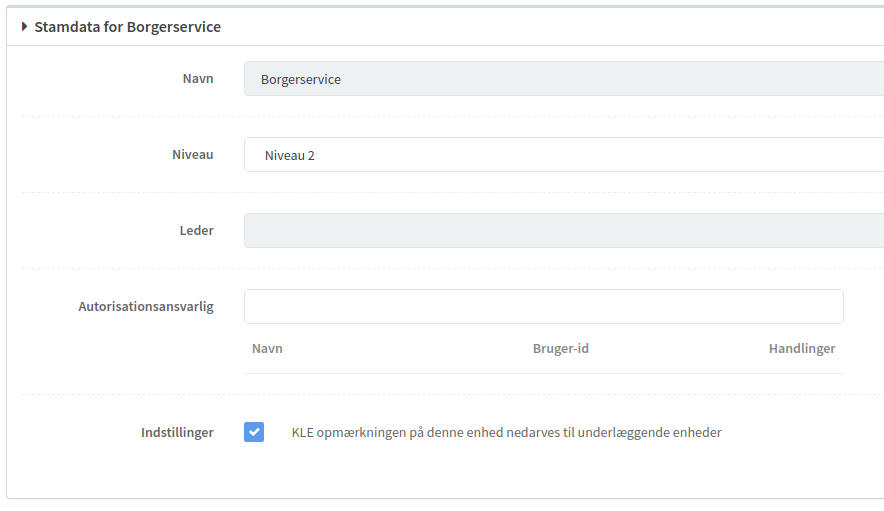 Stamdata for Borgerservice
Navn
Borgerservice
Niveau
Niveau 2
Leder
Autorisationsansvarlig
Navn Bruger-id Handlinger
Indstillinger
KLE opmærkningen på denne enhed nedarves til underlæggende enheder